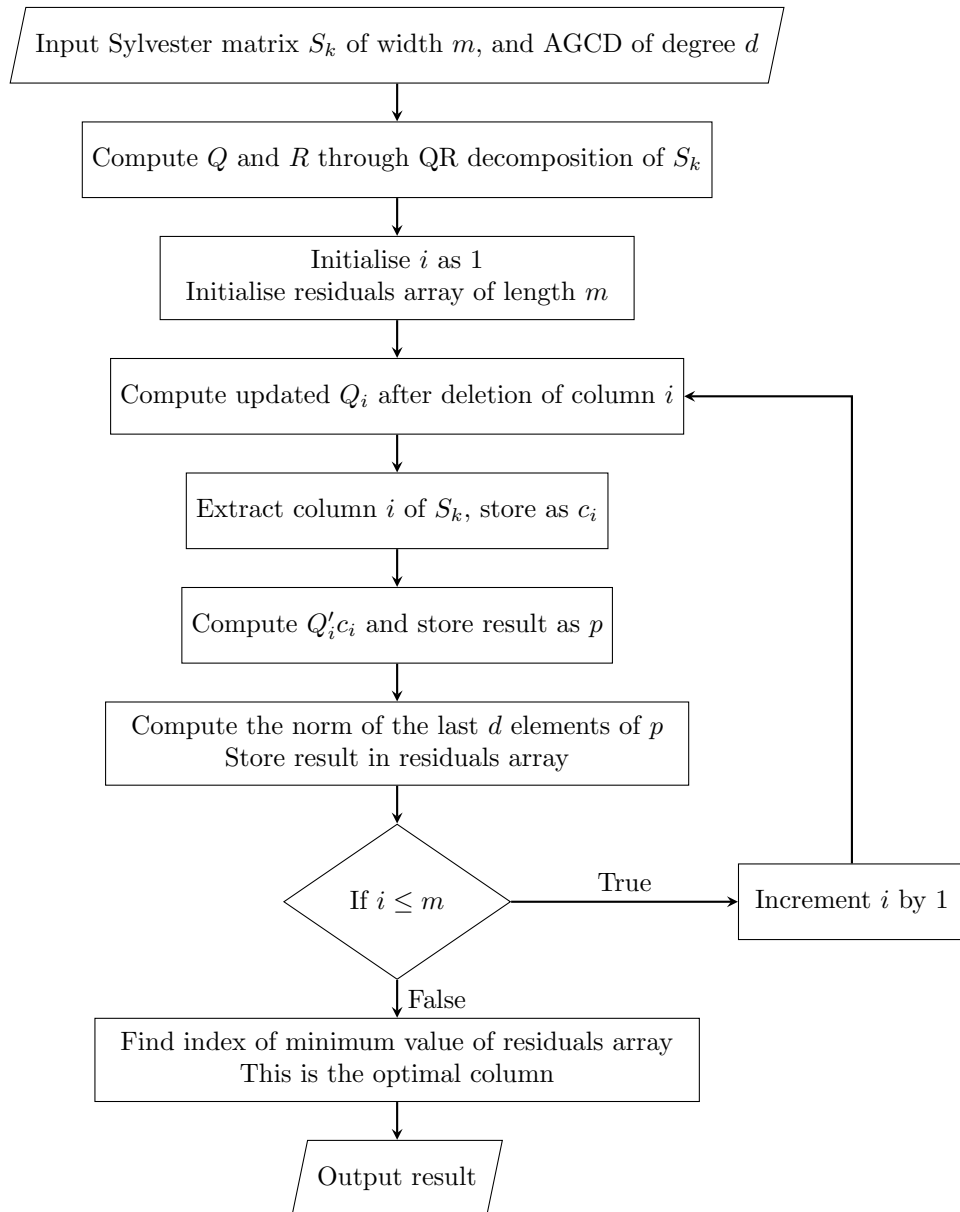 Input Sylvester matrix $S_k$ of width $m$, and AGCD of degree $d$
Compute $Q$ and $R$ through QR decomposition of $S_k$
Initialise $i$ as 1
Initialise residuals array of length $m$
Compute updated $Q_i$ after deletion of column $i$
Extract column $i$ of $S_k$, store as $c_i$
Compute $Q_i'c_i$ and store result as $p$
Compute the norm of the last $d$ elements of $p$
Store result in residuals array
If $i \leq m$
True
Increment $i$ by 1
False
Find index of minimum value of residuals array
This is the optimal column
Output result